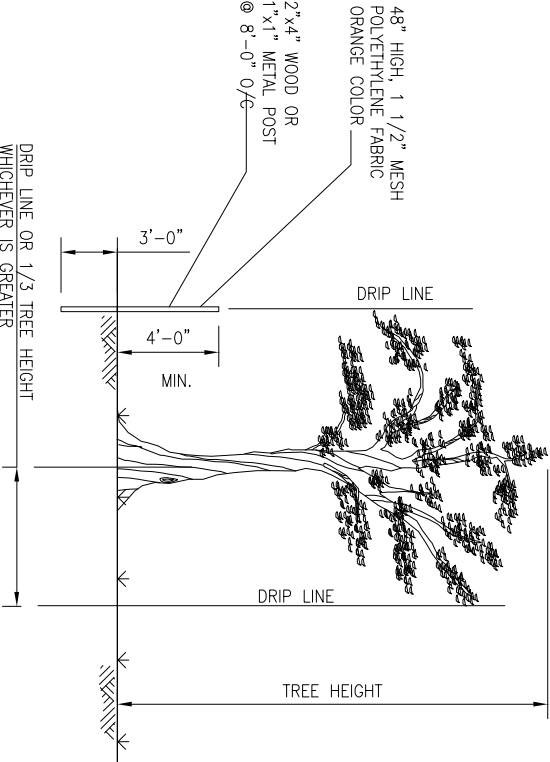 48" HIGH, 1 1/2" MESH
POLYETHYLENE FABRIC
ORANGE COLOR
2"x4" WOOD OR
1"x1" METAL POST
@ 8'-0" O/C
3'-0"
4'-0"
MIN.
DRIP LINE
DRIP LINE
TREE HEIGHT
DRIP LINE OR 1/3 TREE HEIGHT
WHICHEVER IS GREATER